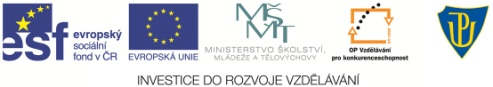 esf evropský
sociální
fond v ČR
EVROPSKÁ UNIE
MINISTERSTVO ŠKOLSTVÍ,
MLÁDEŽE A TĚLOVÝCHOVY
OP Vzdělávání
pro konkurenceschopnost
INVESTICE DO ROZVOJE VZDĚLÁVÁNÍ